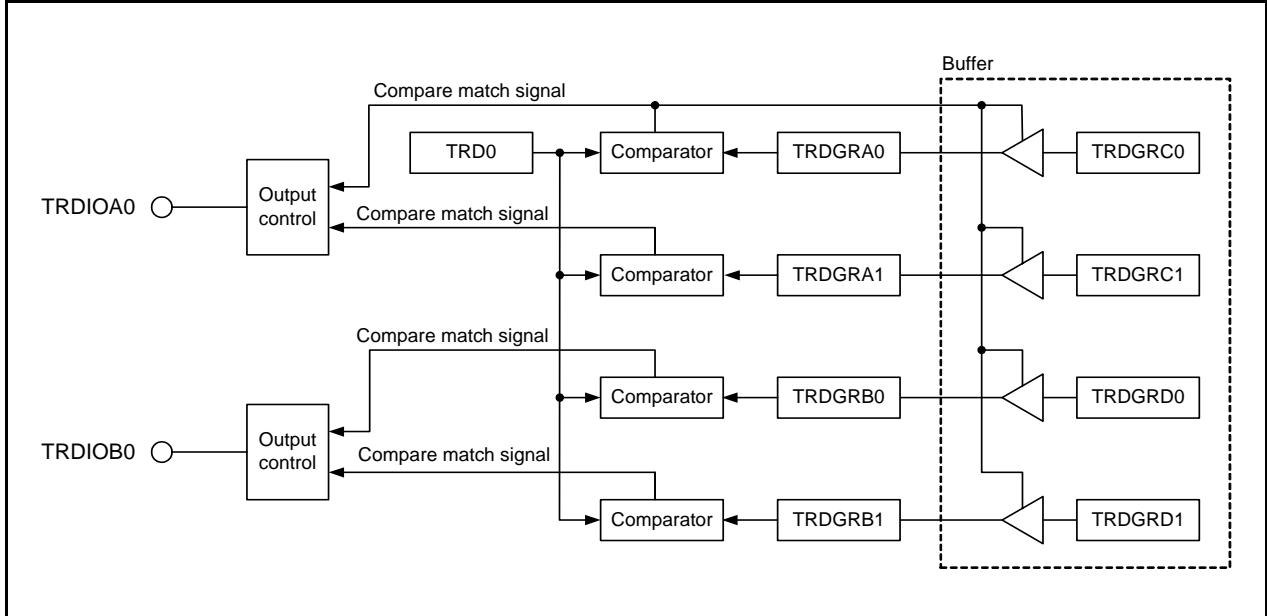 Buffer
Compare match signal
TRD0
Comparator
TRDGRA0
TRDGRC0
TRDIOA0
Output
control
Compare match signal
Comparator
TRDGRA1
TRDGRC1
Compare match signal
Comparator
TRDGRB0
TRDGRD0
TRDIOB0
Output
control
Compare match signal
Comparator
TRDGRB1
TRDGRD1